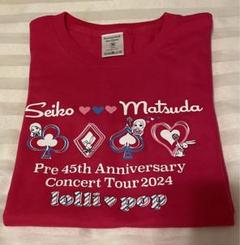 Seiko Matsuda
Pre 45th Anniversary
Concert Tour 2024
lolli♥pop